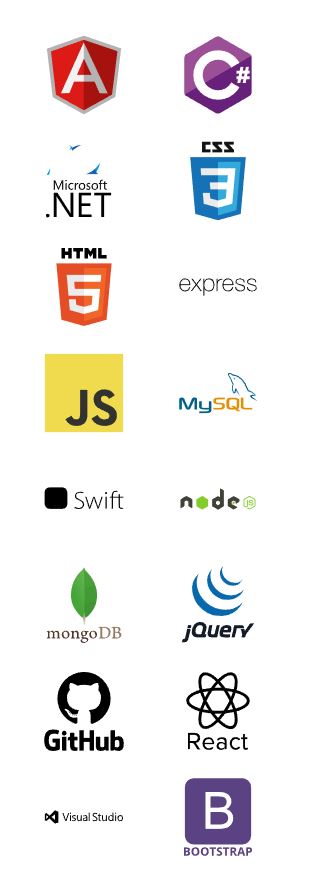 A
C#
CSS
Microsoft
.NET
3
HTML
5
express
JS
MySQL
Swift
node
JS
mongoDB
jQuery
GitHub
React
Visual Studio
B
BOOTSTRAP